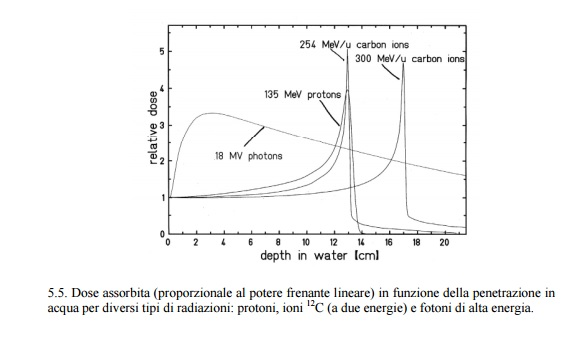 254 MeV/u carbon ions
300 MeV/u carbon ions
135 MeV protons
18 MV photons
relative dose
5
4
3
2
1
0
0 2 4 6 8 10 12 14 16 18 20
depth in water [cm]
5.5. Dose assorbita (proporzionale al potere frenante lineare) in funzione della penetrazione in
acqua per diversi tipi di radiazioni: protoni, ioni ¹²C (a due energie) e fotoni di alta energia.